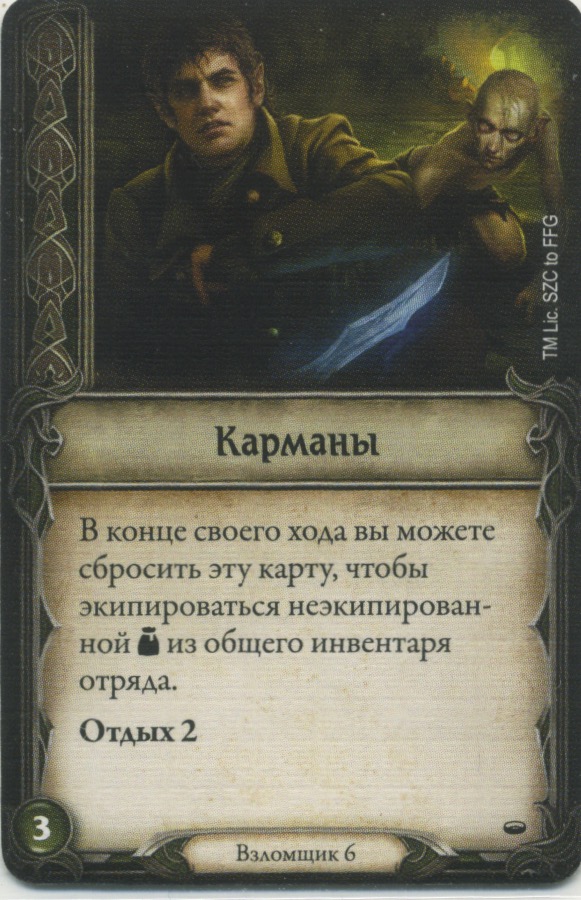 TM Lic. SZC to FFG
Карманы
В конце своего хода вы можете
сбросить эту карту, чтобы
экипироваться неэкипирован-
ной из общего инвентаря
отряда.
Отдых 2
3
Взломщик 6